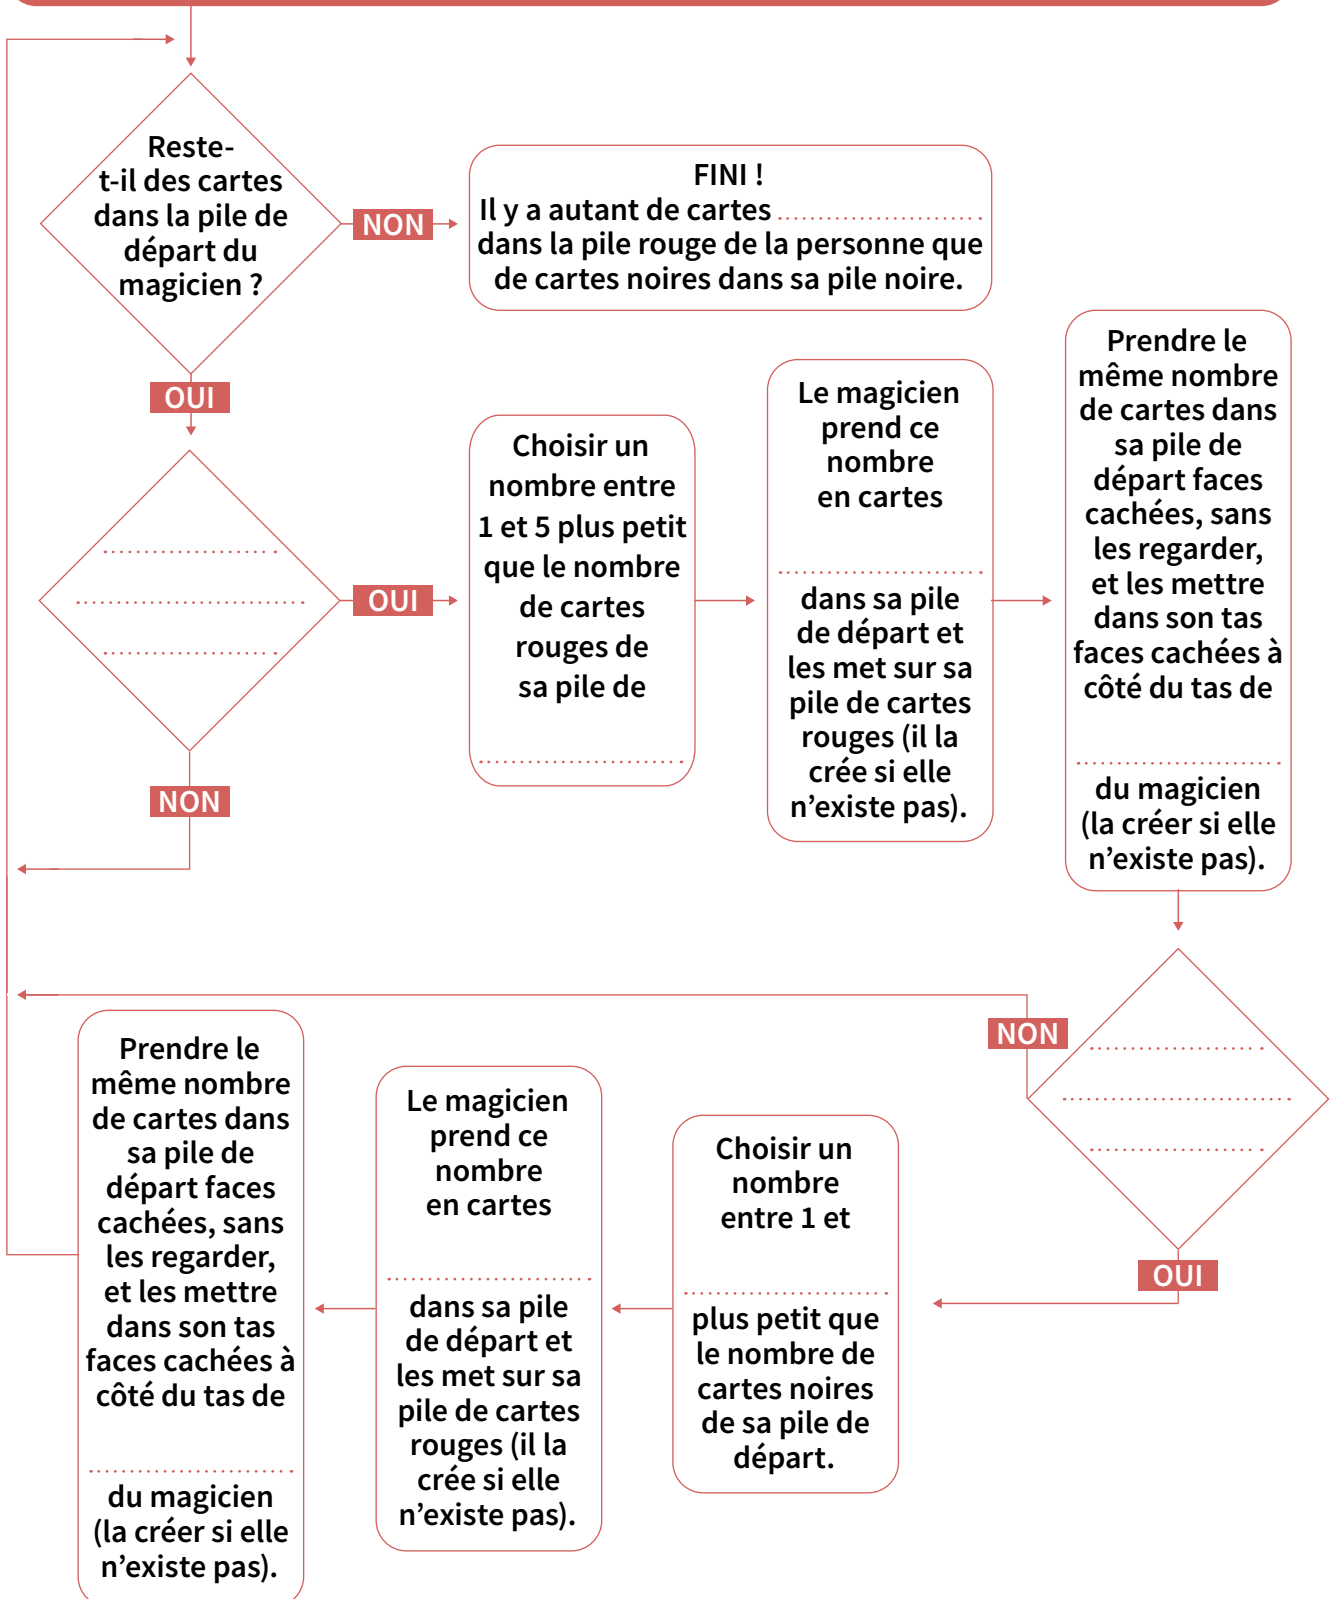 Reste-
t-il des cartes
dans la pile de
départ du
magicien ?
NON
FINI !
Il y a autant de cartes ........................
dans la pile rouge de la personne que
de cartes noires dans sa pile noire.
OUI
....................
..........................
....................
OUI
Choisir un
nombre entre
1 et 5 plus petit
que le nombre
de cartes
rouges de
sa pile de
........................
Le magicien
prend ce
nombre
en cartes
........................
dans sa pile
de départ et
les met sur sa
pile de cartes
rouges (il la
crée si elle
n'existe pas).
Prendre le
même nombre
de cartes dans
sa pile de
départ faces
cachées, sans
les regarder,
et les mettre
dans son tas
faces cachées à
côté du tas de
........................
du magicien
(la créer si elle
n’existe pas).
NON
....................
..........................
....................
NON
OUI
Choisir un
nombre
entre 1 et
........................
plus petit que
le nombre de
cartes noires
de sa pile de
départ.
Le magicien
prend ce
nombre
en cartes
........................
dans sa pile
de départ et
les met sur sa
pile de cartes
rouges (il la
crée si elle
n'existe pas).
Prendre le
même nombre
de cartes dans
sa pile de
départ faces
cachées, sans
les regarder,
et les mettre
dans son tas
faces cachées à
côté du tas de
........................
du magicien
(la créer si elle
n'existe pas).